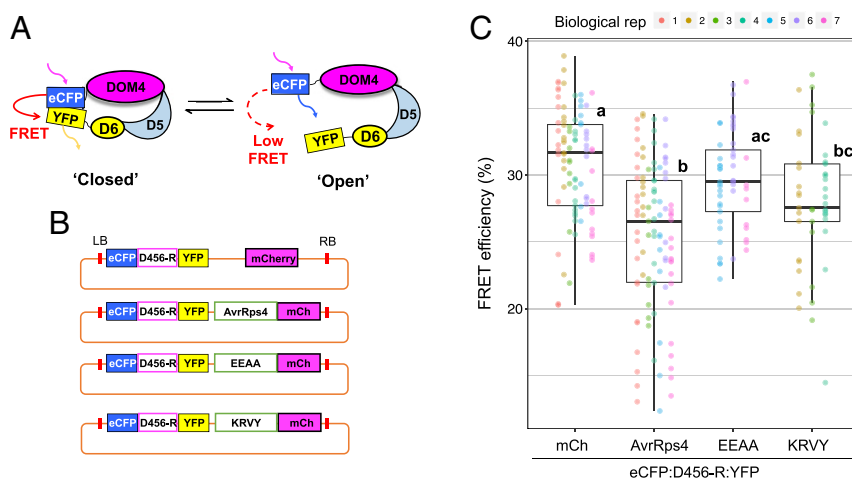 A
eCFP
DOM4
YFP
D6
D5
FRET
'Closed'
eCFP
DOM4
YFP
D6
D5
Low
FRET
'Open'
B
LB
RB
eCFP D456-R YFP mCherry
eCFP D456-R YFP AvrRps4 mCh
eCFP D456-R YFP EEAA mCh
eCFP D456-R YFP KRVY mCh
C
Biological rep 1 2 3 4 5 6 7
FRET efficiency (%)
40
30
20
a
b
ac
bc
mCh AvrRps4 EEAA KRVY
eCFP:D456-R:YFP